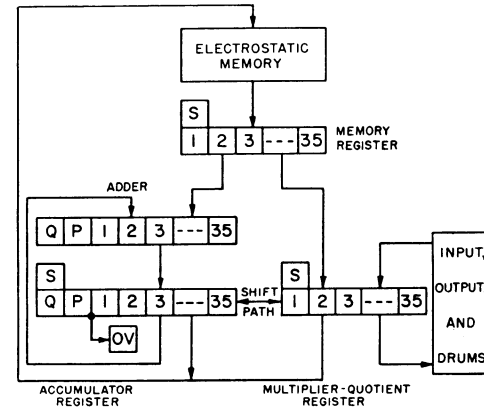 ELECTROSTATIC
MEMORY
S
1 2 3 --- 35
MEMORY
REGISTER
ADDER
Q P 1 2 3 --- 35
S
Q P 1 2 3 --- 35
SHIFT
PATH
S
1 2 3 --- 35
OV
INPUT,
OUTPUT
AND
DRUMS
ACCUMULATOR
REGISTER
MULTIPLIER-QUOTIENT
REGISTER